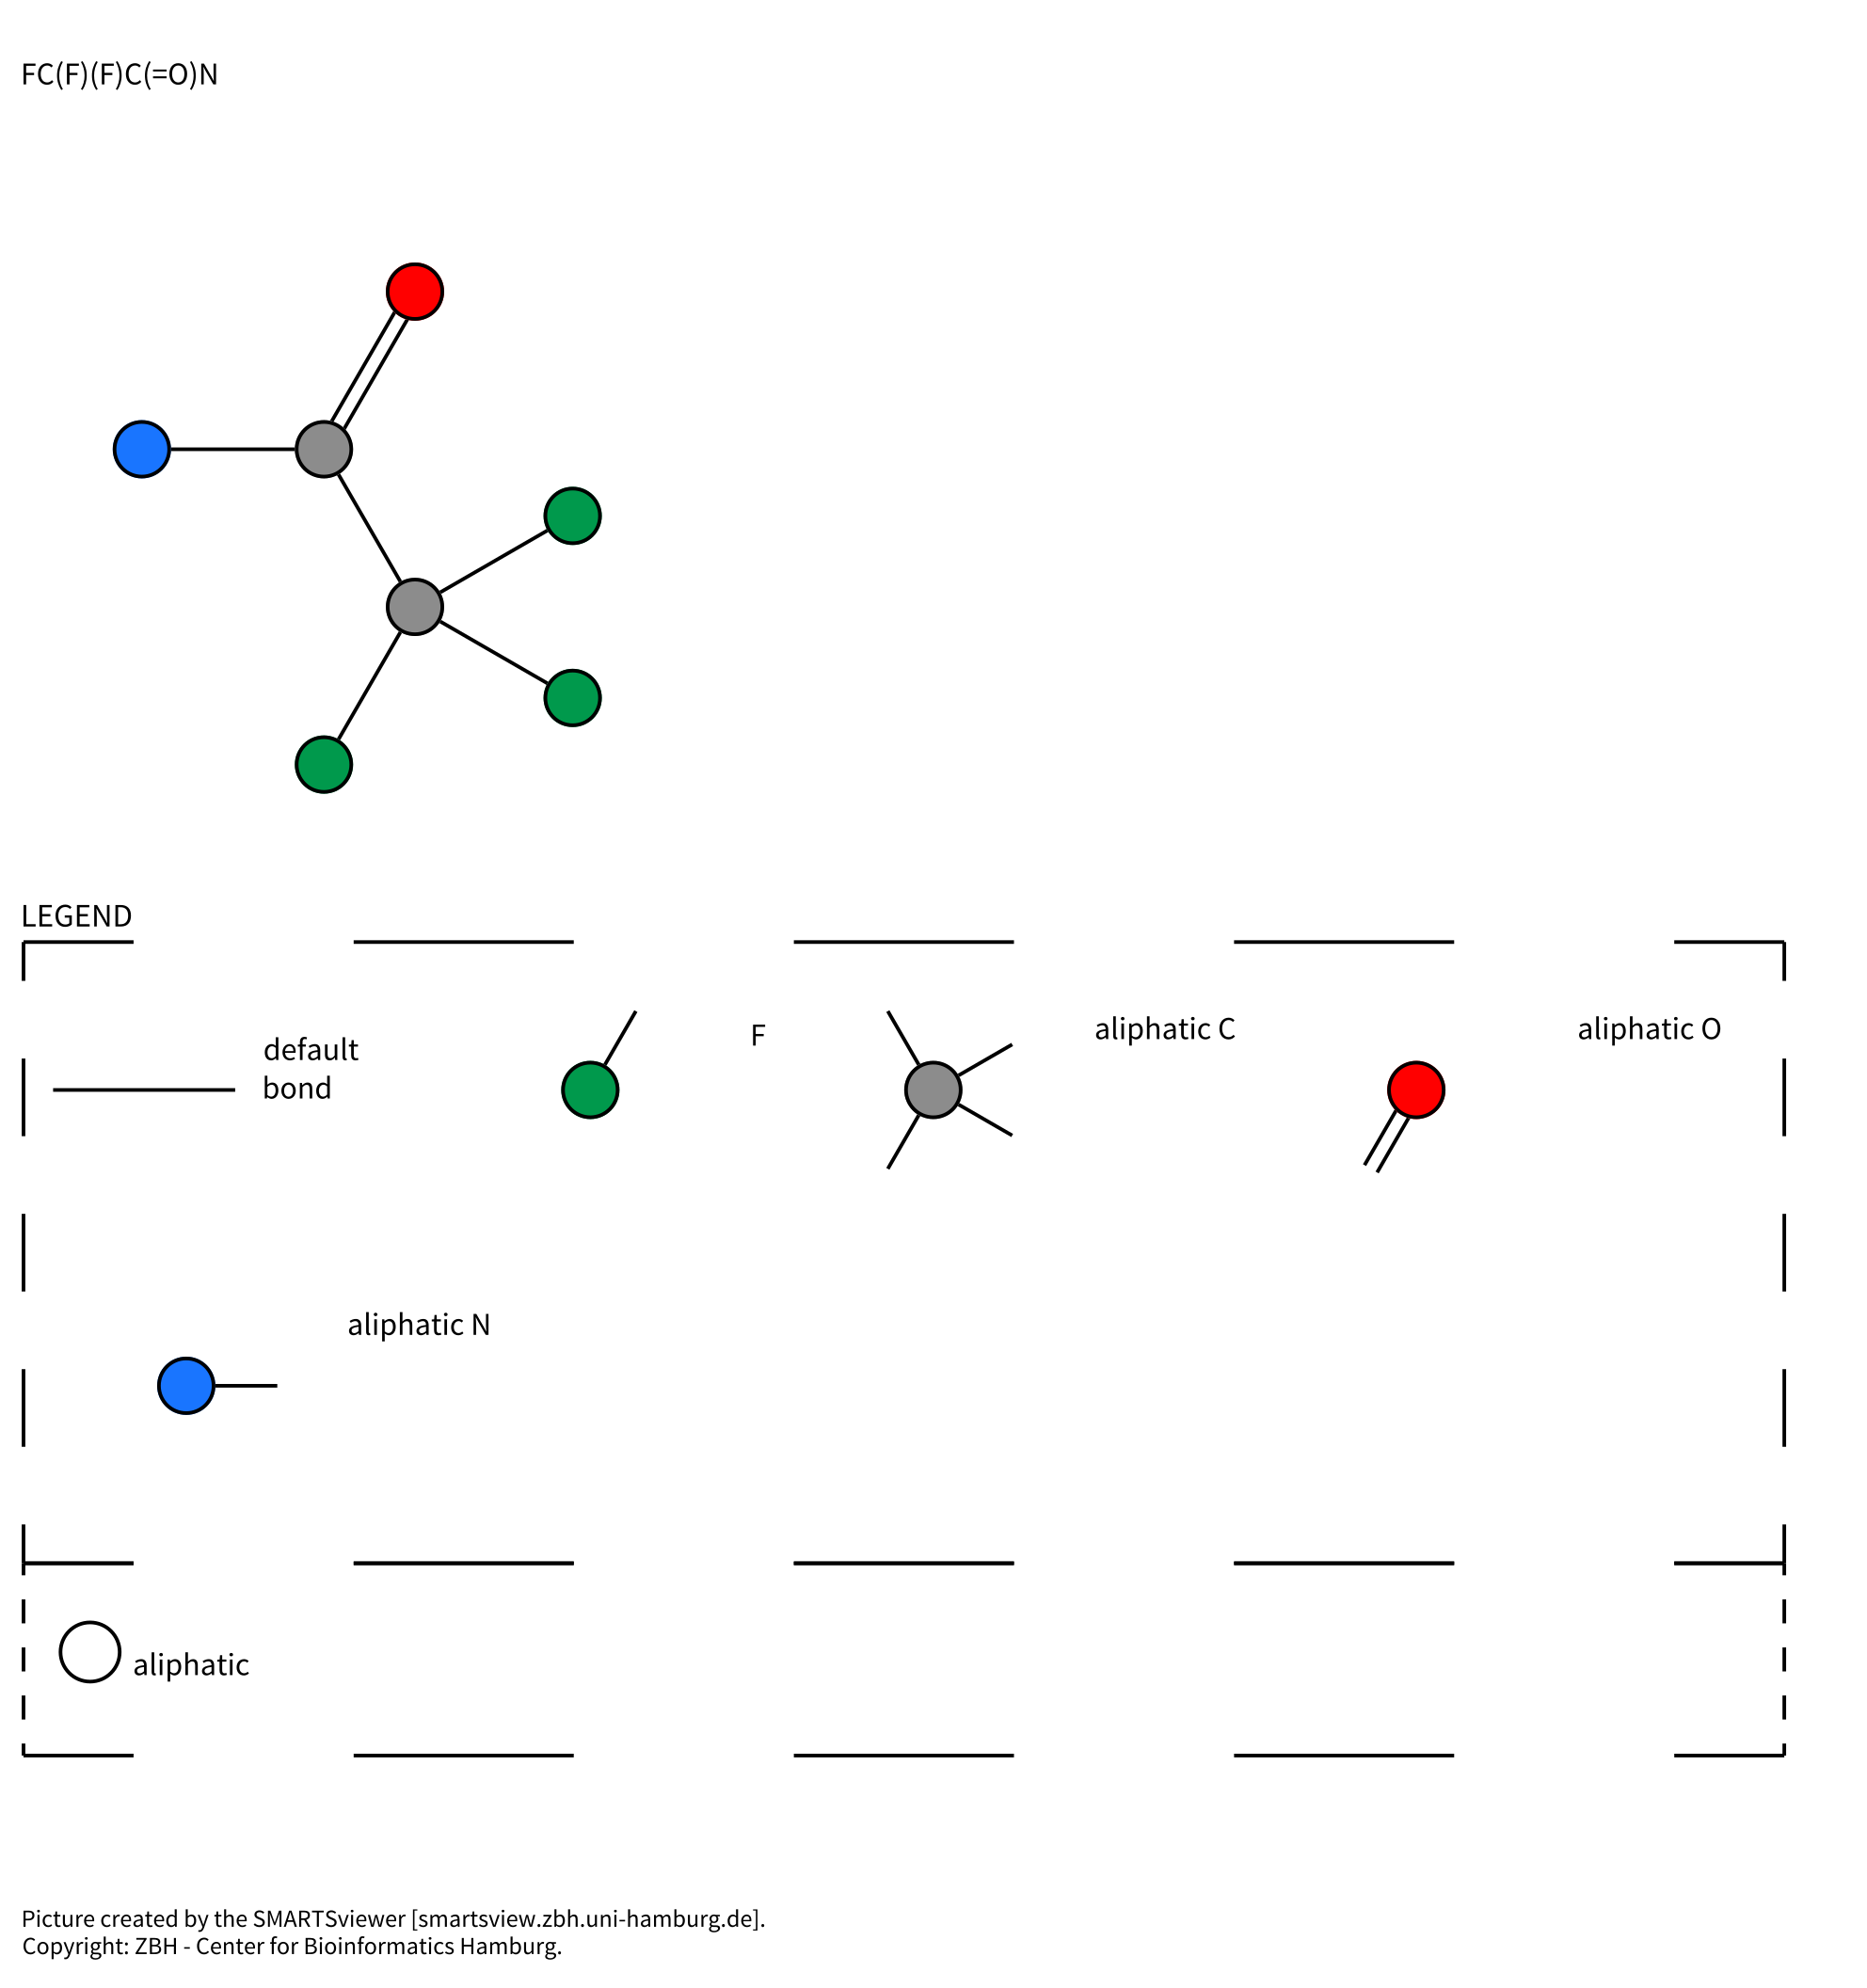 FC(F)(F)C(=O)N
LEGEND
default
bond
F
aliphatic C
aliphatic O
aliphatic N
aliphatic
Picture created by the SMARTSviewer [smartsview.zbh.uni-hamburg.de].
Copyright: ZBH - Center for Bioinformatics Hamburg.